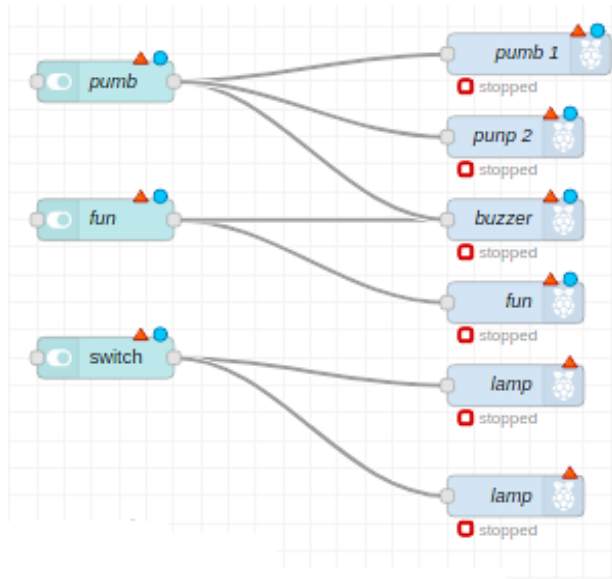 pumb
pumb 1
stopped
punp 2
stopped
fun
buzzer
stopped
fun
stopped
switch
lamp
stopped
lamp
stopped